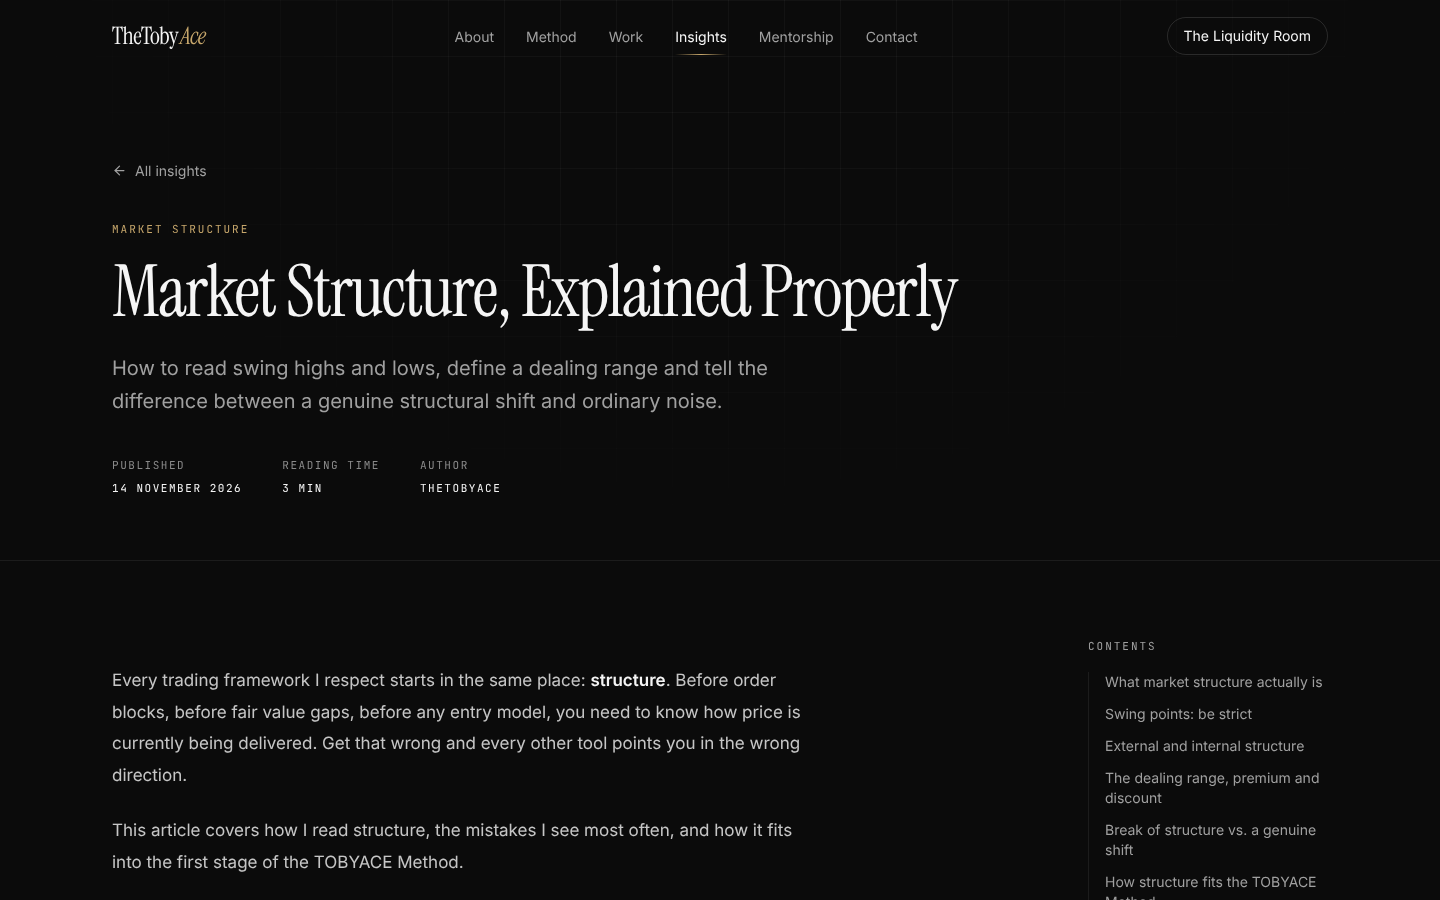 TheTobyAce
About
Method
Work
Insights
Mentorship
Contact
The Liquidity Room
← All insights
MARKET STRUCTURE
Market Structure, Explained Properly
How to read swing highs and lows, define a dealing range and tell the
difference between a genuine structural shift and ordinary noise.
PUBLISHED
14 NOVEMBER 2026
READING TIME
3 MIN
AUTHOR
THETOBYACE
Every trading framework I respect starts in the same place: structure. Before order
blocks, before fair value gaps, before any entry model, you need to know how price is
currently being delivered. Get that wrong and every other tool points you in the wrong
direction.
This article covers how I read structure, the mistakes I see most often, and how it fits
into the first stage of the TOBYACE Method.
CONTENTS
What market structure actually is
Swing points: be strict
External and internal structure
The dealing range, premium and
discount
Break of structure vs. a genuine
shift
How structure fits the TOBYACE